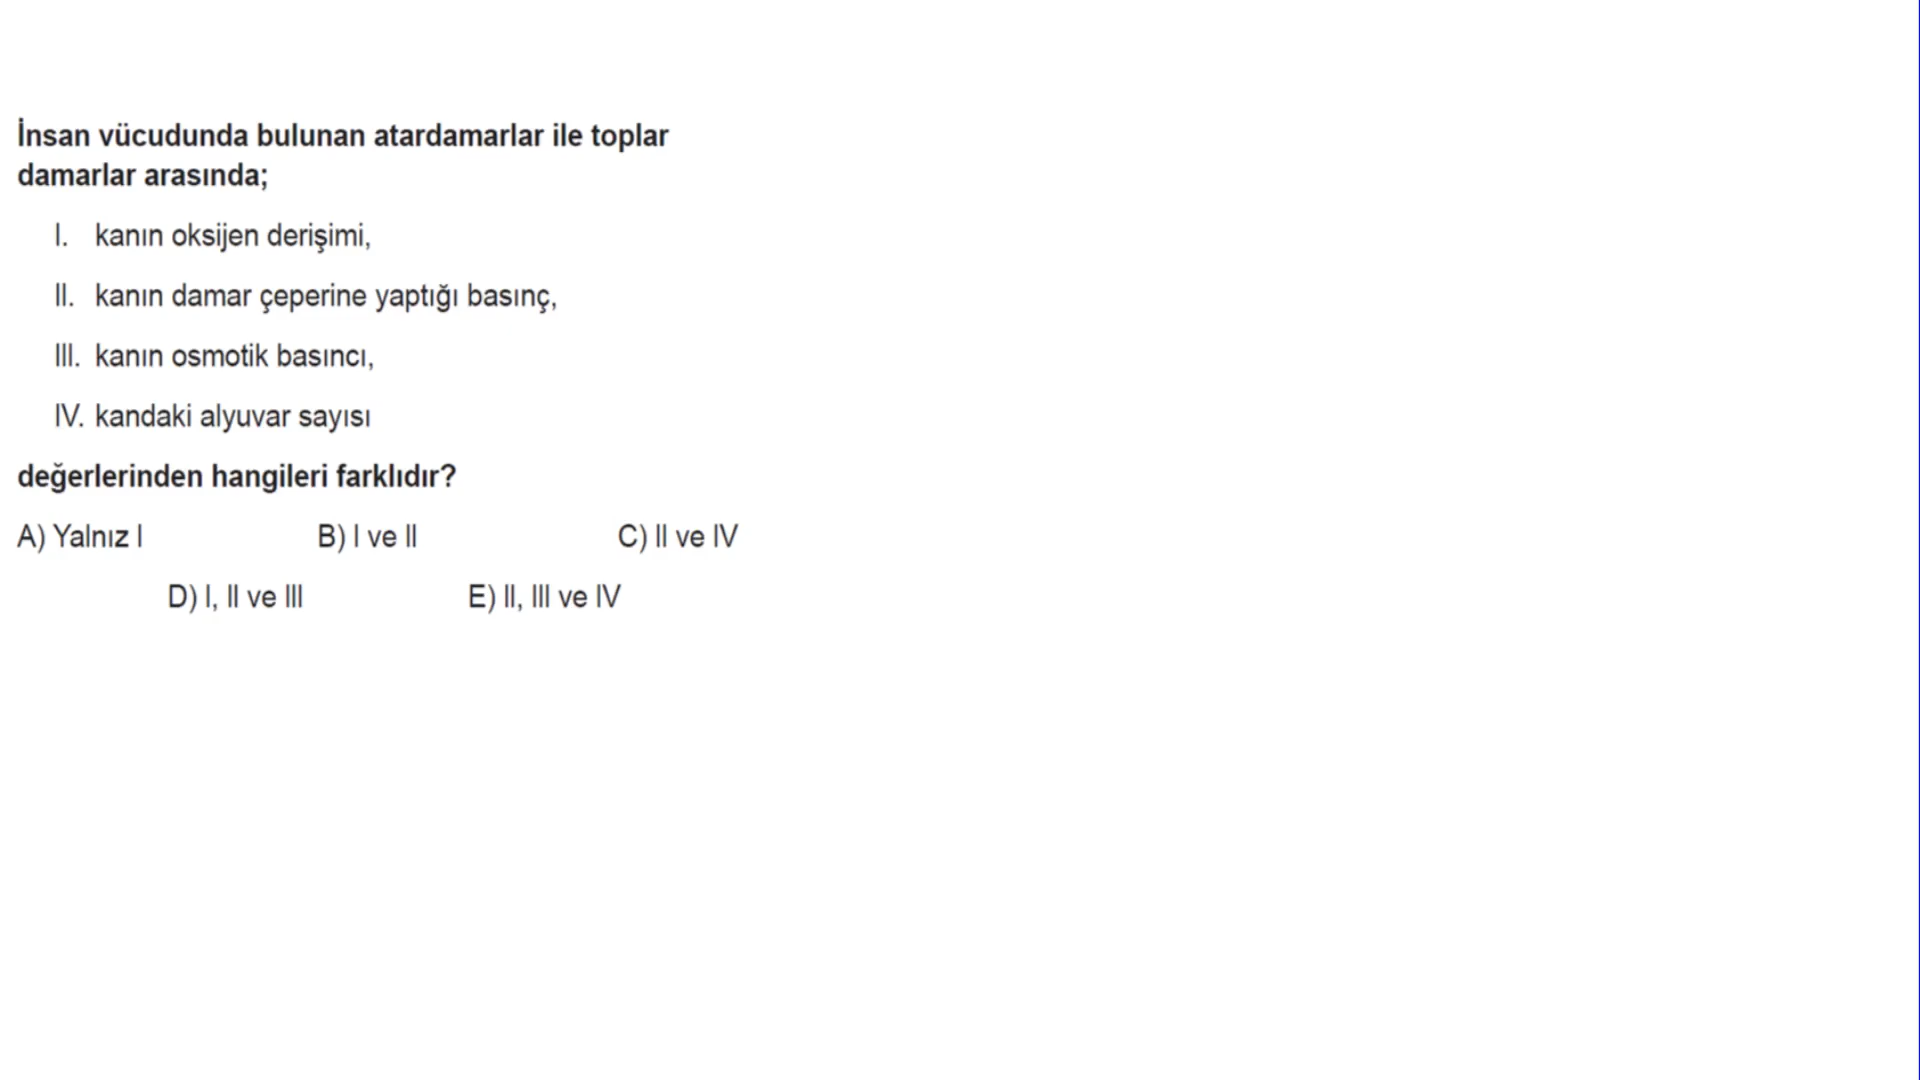 İnsan vücudunda bulunan atardamarlar ile toplar
damarlar arasında;
I. kanın oksijen derişimi,
II. kanın damar çeperine yaptığı basınç,
III. kanın osmotik basıncı,
IV. kandaki alyuvar sayısı
değerlerinden hangileri farklıdır?
A) Yalnız I B) I ve II C) II ve IV
D) I, II ve III E) II, III ve IV